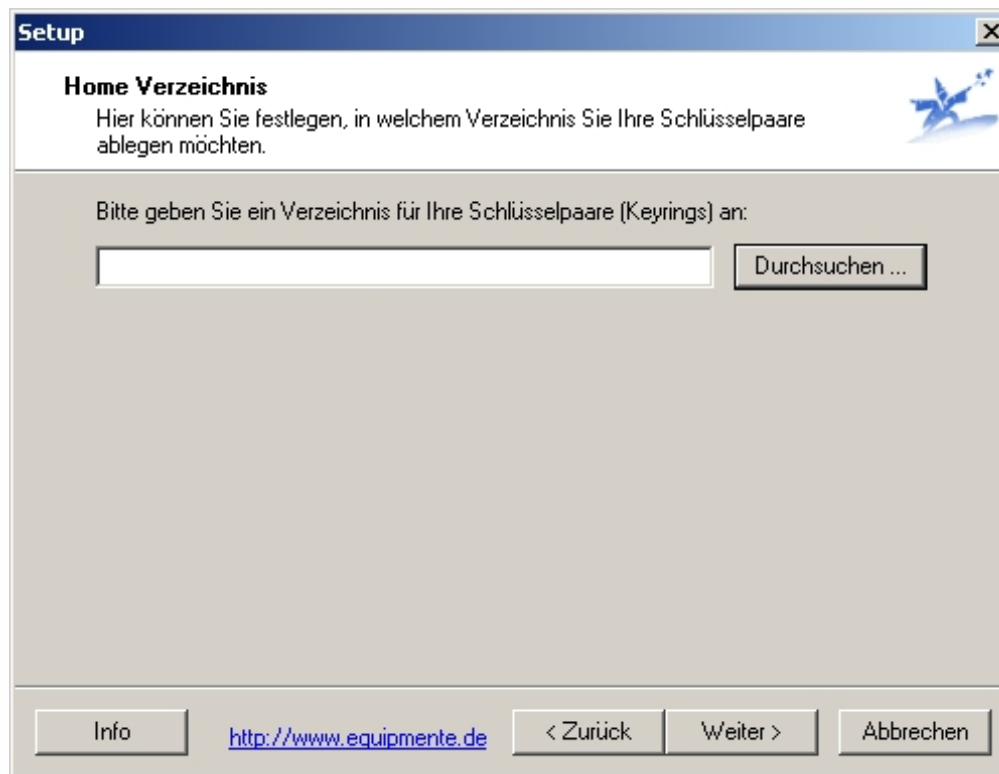 Setup
Home Verzeichnis
Hier können Sie festlegen, in welchem Verzeichnis Sie Ihre Schlüsselpaare
ablegen möchten.
Bitte geben Sie ein Verzeichnis für Ihre Schlüsselpaare (Keyrings) an:
Durchsuchen ...
Info
http://www.equipmente.de
< Zurück
Weiter >
Abbrechen